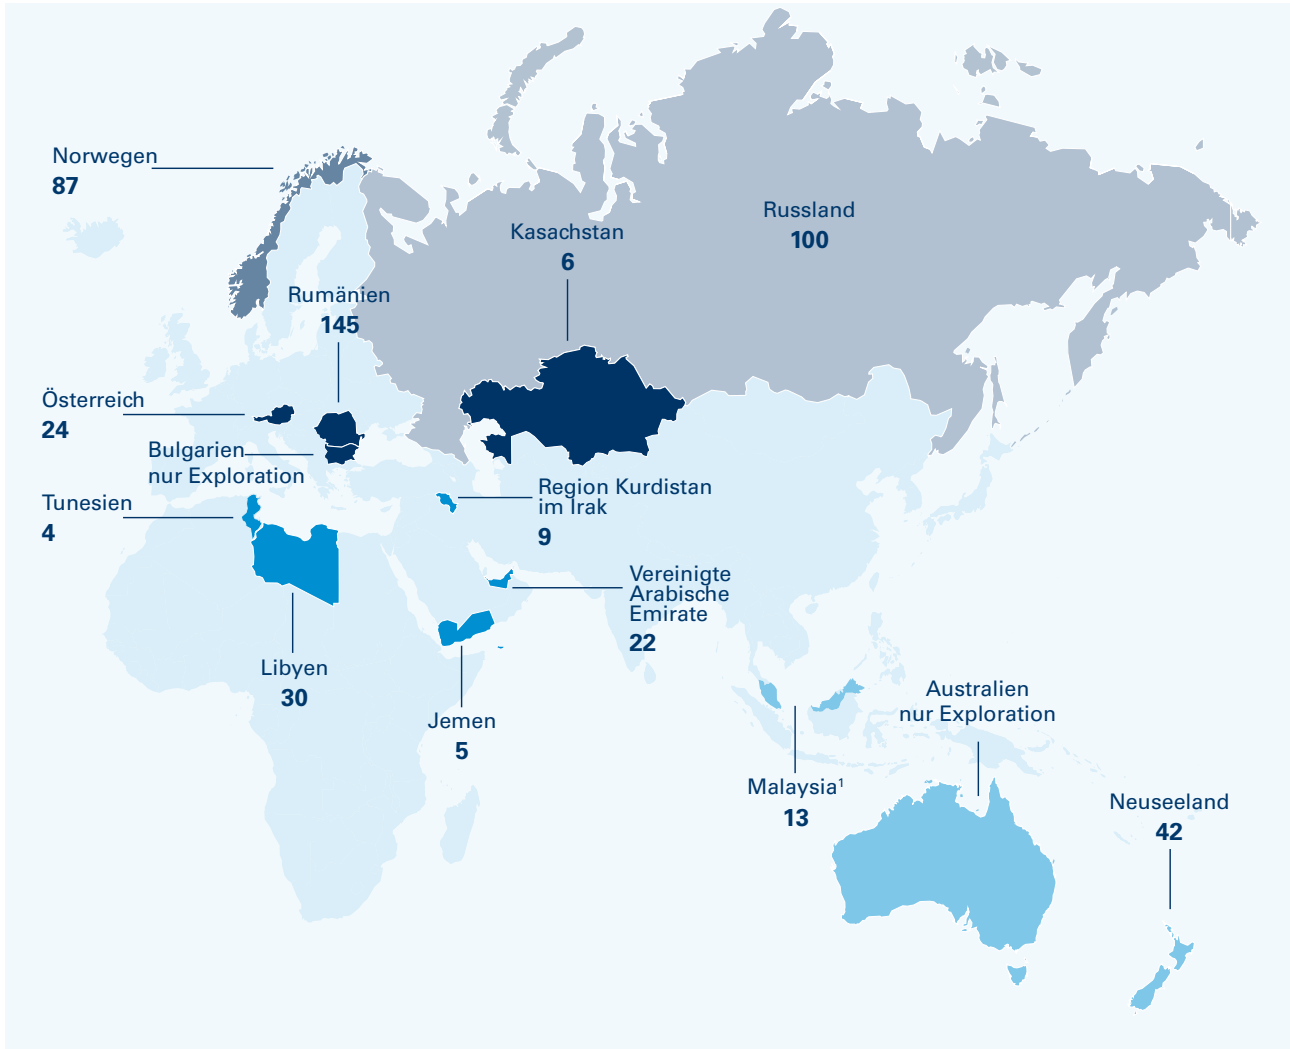 Norwegen
87
Russland
100
Kasachstan
6
Rumänien
145
Österreich
24
Bulgarien
nur Exploration
Tunesien
4
Region Kurdistan
im Irak
9
Vereinigte
Arabische
Emirate
22
Libyen
30
Jemen
5
Australien
nur Exploration
Malaysia¹
13
Neuseeland
42